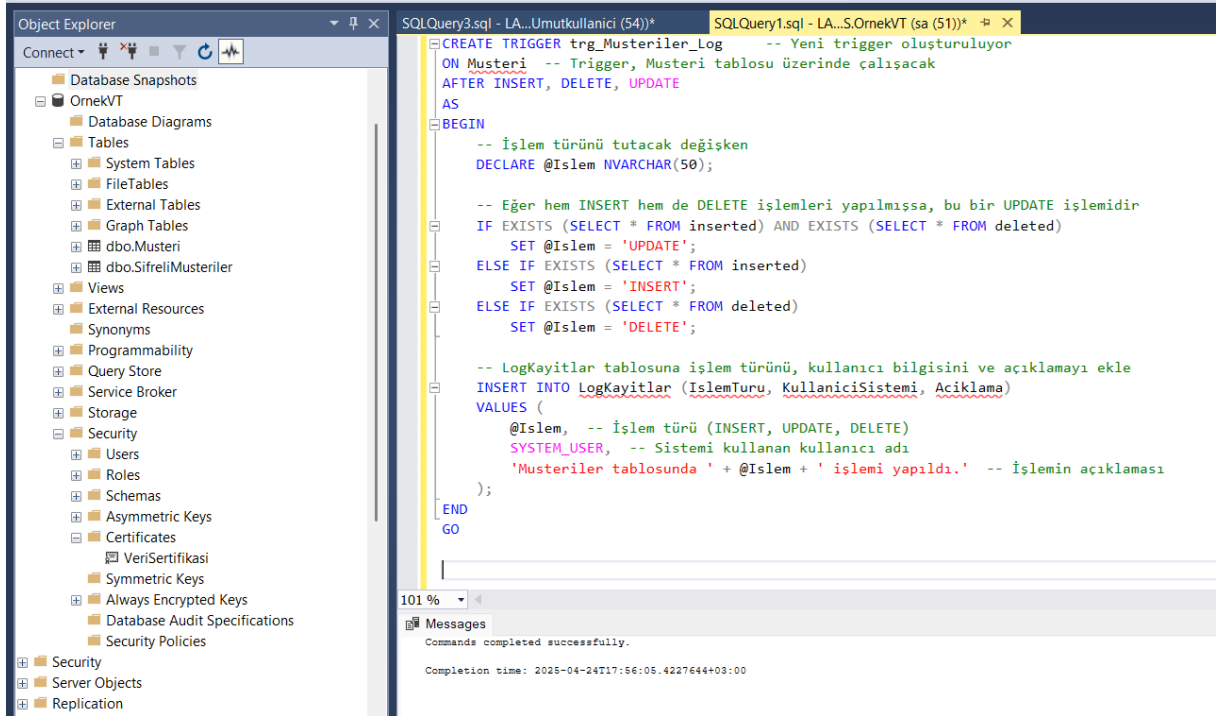 Object Explorer
Connect
Database Snapshots
OrnekVT
Database Diagrams
Tables
System Tables
FileTables
External Tables
Graph Tables
dbo.Musteri
dbo.SifreliMusteriler
Views
External Resources
Synonyms
Programmability
Query Store
Service Broker
Storage
Security
Users
Roles
Schemas
Asymmetric Keys
Certificates
VeriSertifikasi
Symmetric Keys
Always Encrypted Keys
Database Audit Specifications
Security Policies
Security
Server Objects
Replication
SQLQuery3.sql - LA...Umutkullanici (54))*
SQLQuery1.sql - LA...S.OrnekVT (sa (51))*
CREATE TRIGGER trg_Musteriler_Log     -- Yeni trigger oluşturuluyor
ON Musteri  -- Trigger, Musteri tablosu üzerinde çalışacak
AFTER INSERT, DELETE, UPDATE
AS
BEGIN
-- İşlem türünü tutacak değişken
DECLARE @Islem NVARCHAR(50);
-- Eğer hem INSERT hem de DELETE işlemleri yapılmışsa, bu bir UPDATE işlemidir
IF EXISTS (SELECT * FROM inserted) AND EXISTS (SELECT * FROM deleted)
SET @Islem = 'UPDATE';
ELSE IF EXISTS (SELECT * FROM inserted)
SET @Islem = 'INSERT';
ELSE IF EXISTS (SELECT * FROM deleted)
SET @Islem = 'DELETE';
-- LogKayitlar tablosuna işlem türünü, kullanıcı bilgisini ve açıklamayı ekle
INSERT INTO LogKayitlar (IslemTuru, KullaniciSistemi, Aciklama)
VALUES (
@Islem,  -- İşlem türü (INSERT, UPDATE, DELETE)
SYSTEM_USER,  -- Sistemi kullanan kullanıcı adı
'Musteriler tablosunda ' + @Islem + ' işlemi yapıldı.'  -- İşlemin açıklaması
);
END
GO
101 %
Messages
Commands completed successfully.
Completion time: 2025-04-24T17:56:05.4227644+03:00